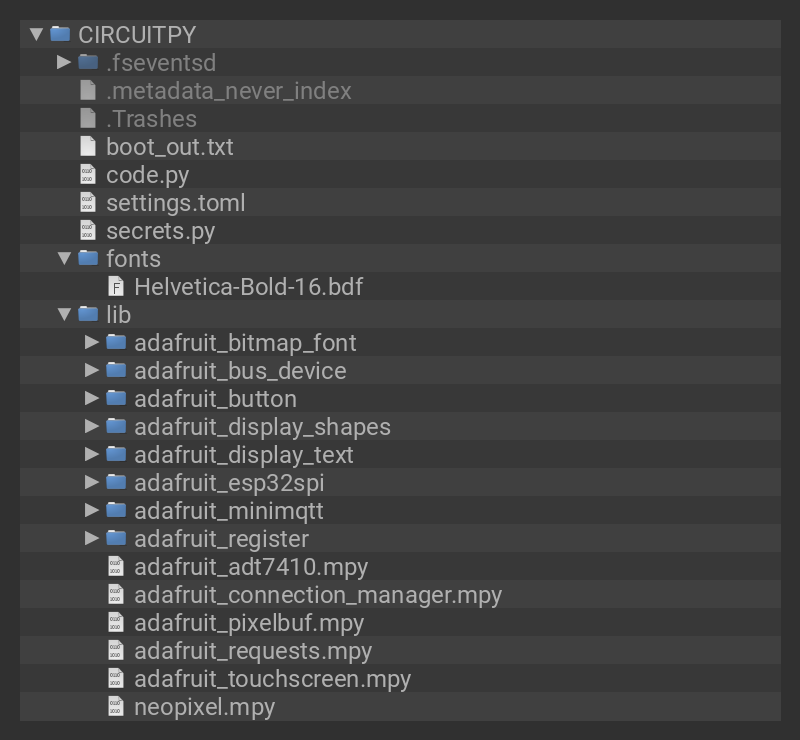 CIRCUITPY
.fseventsd
.metadata_never_index
.Trashes
boot_out.txt
code.py
settings.toml
secrets.py
fonts
Helvetica-Bold-16.bdf
lib
adafruit_bitmap_font
adafruit_bus_device
adafruit_button
adafruit_display_shapes
adafruit_display_text
adafruit_esp32spi
adafruit_minimqtt
adafruit_register
adafruit_adt7410.mpy
adafruit_connection_manager.mpy
adafruit_pixelbuf.mpy
adafruit_requests.mpy
adafruit_touchscreen.mpy
neopixel.mpy